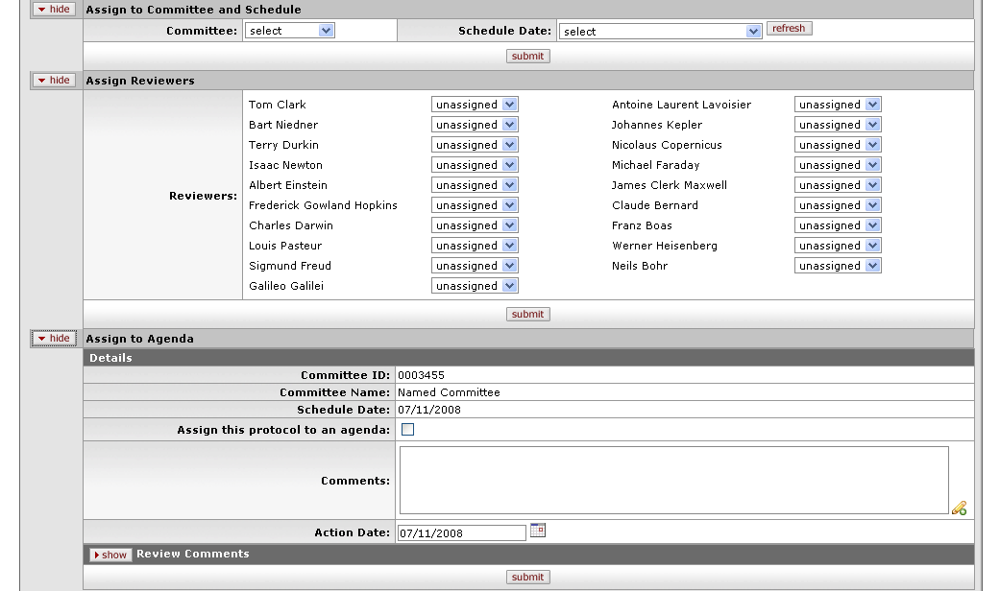 hide Assign to Committee and Schedule
Committee: select Schedule Date: select refresh
submit
hide Assign Reviewers
Tom Clark unassigned Antoine Laurent Lavoisier unassigned
Bart Niedner unassigned Johannes Kepler unassigned
Terry Durkin unassigned Nicolaus Copernicus unassigned
Isaac Newton unassigned Michael Faraday unassigned
Albert Einstein unassigned James Clerk Maxwell unassigned
Reviewers:
Frederick Gowland Hopkins unassigned Claude Bernard unassigned
Charles Darwin unassigned Franz Boas unassigned
Louis Pasteur unassigned Werner Heisenberg unassigned
Sigmund Freud unassigned Neils Bohr unassigned
Galileo Galilei unassigned
submit
hide Assign to Agenda
Details
Committee ID: 0003455
Committee Name: Named Committee
Schedule Date: 07/11/2008
Assign this protocol to an agenda:
Comments:
Action Date: 07/11/2008
show Review Comments
submit